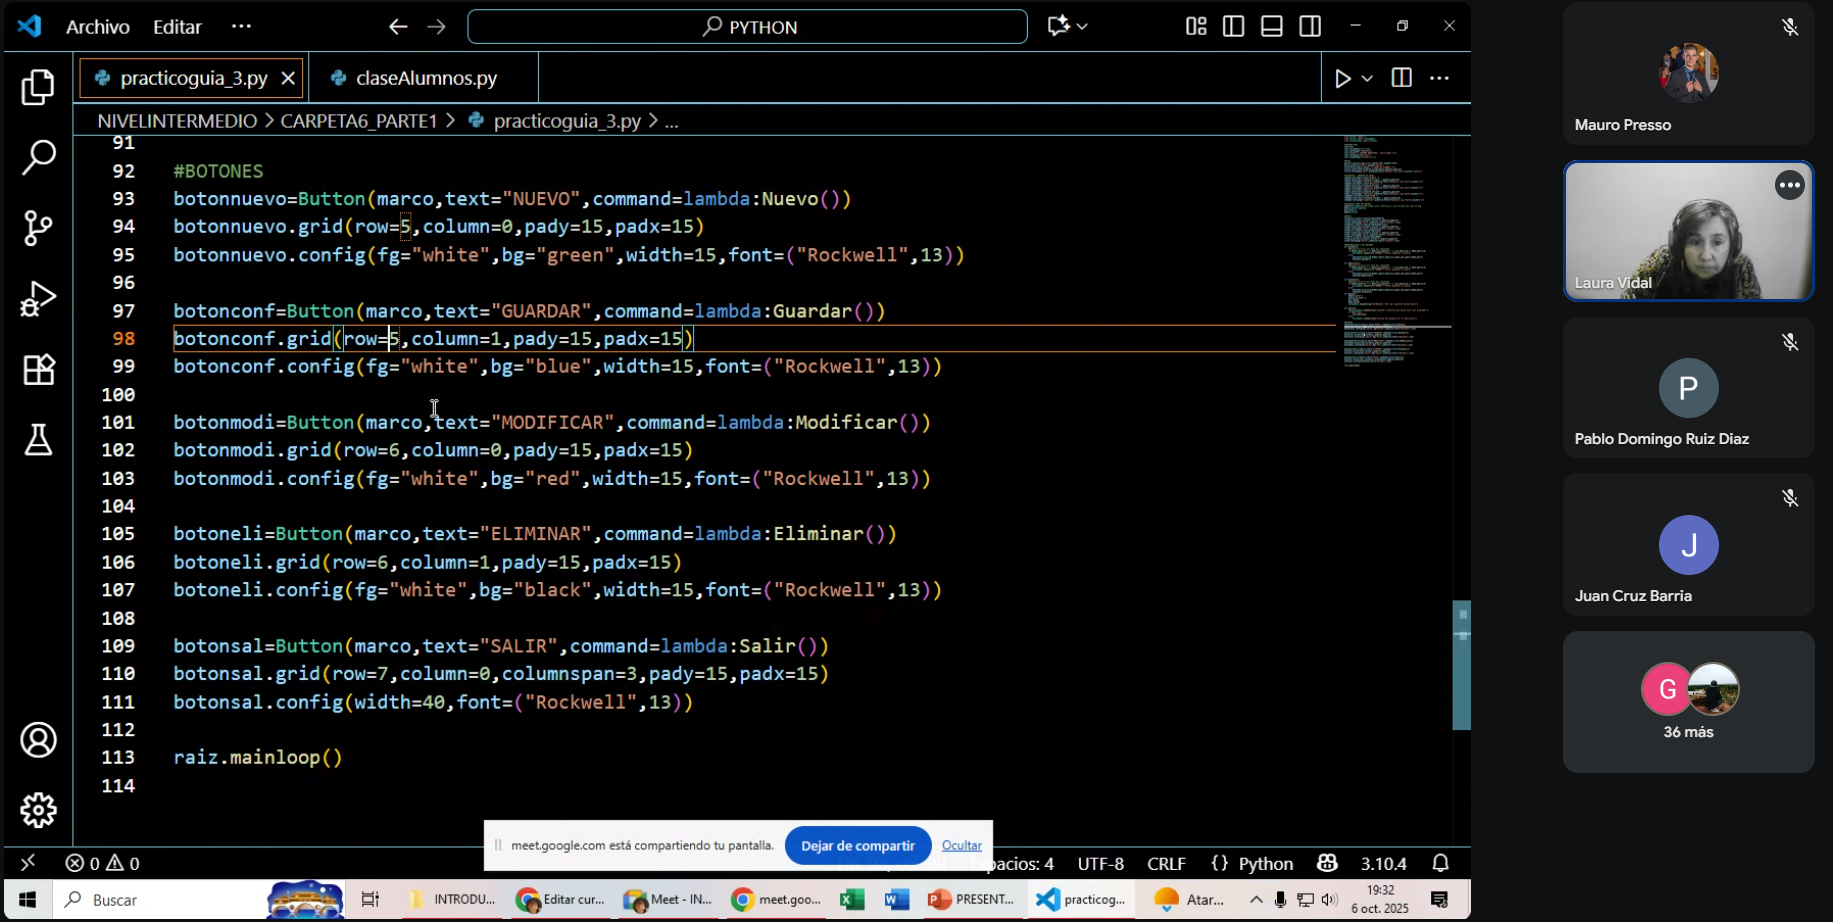 Archivo Editar ···
PYTHON
practicoguia_3.py
claseAlumnos.py
NIVELINTERMEDIO > CARPETA6_PARTE1 > practicoguia_3.py > ...
91
92 #BOTONES
93 botonnuevo=Button(marco,text="NUEVO",command=lambda:Nuevo())
94 botonnuevo.grid(row=5,column=0,pady=15,padx=15)
95 botonnuevo.config(fg="white",bg="green",width=15,font=("Rockwell",13))
96
97 botonconf=Button(marco,text="GUARDAR",command=lambda:Guardar())
98 botonconf.grid(row=5,column=1,pady=15,padx=15)
99 botonconf.config(fg="white",bg="blue",width=15,font=("Rockwell",13))
100
101 botonmodi=Button(marco,text="MODIFICAR",command=lambda:Modificar())
102 botonmodi.grid(row=6,column=0,pady=15,padx=15)
103 botonmodi.config(fg="white",bg="red",width=15,font=("Rockwell",13))
104
105 botoneli=Button(marco,text="ELIMINAR",command=lambda:Eliminar())
106 botoneli.grid(row=6,column=1,pady=15,padx=15)
107 botoneli.config(fg="white",bg="black",width=15,font=("Rockwell",13))
108
109 botonsal=Button(marco,text="SALIR",command=lambda:Salir())
110 botonsal.grid(row=7,column=0,columnspan=3,pady=15,padx=15)
111 botonsal.config(width=40,font=("Rockwell",13))
112
113 raiz.mainloop()
114
meet.google.com está compartiendo tu pantalla.
Dejar de compartir
Ocultar
0 0
Espacios: 4
UTF-8
CRLF
{} Python
3.10.4
Buscar
INTRODU...
Editar cur...
Meet - IN...
meet.goo...
PRESENT...
practicog...
Atar...
19:32
6 oct. 2025
Mauro Presso
Laura Vidal
P
Pablo Domingo Ruiz Diaz
J
Juan Cruz Barria
G
36 más